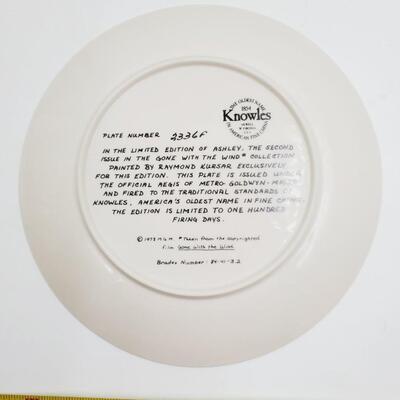 THE OLDEST NAME
1854
Knowles
IN AMERICAN FINE CHINA
PLATE NUMBER 2336F
IN THE LIMITED EDITION OF ASHLEY, THE SECOND
ISSUE IN THE GONE WITH THE WIND* COLLECTION
PAINTED BY RAYMOND KURSAR EXCLUSIVELY
FOR THIS EDITION. THIS PLATE IS ISSUED UNDER
THE OFFICIAL AEGIS OF METRO-GOLDWYN-MAYER
AND FIRED TO THE TRADITIONAL STANDARDS OF
KNOWLES, AMERICA'S OLDEST NAME IN FINE CHINA.
THE EDITION IS LIMITED TO ONE HUNDRED
FIRING DAYS.
© 1978 M.G.M. *Taken from the copyrighted
film Gone with the Wind
Bradex Number: 84-41-3.2